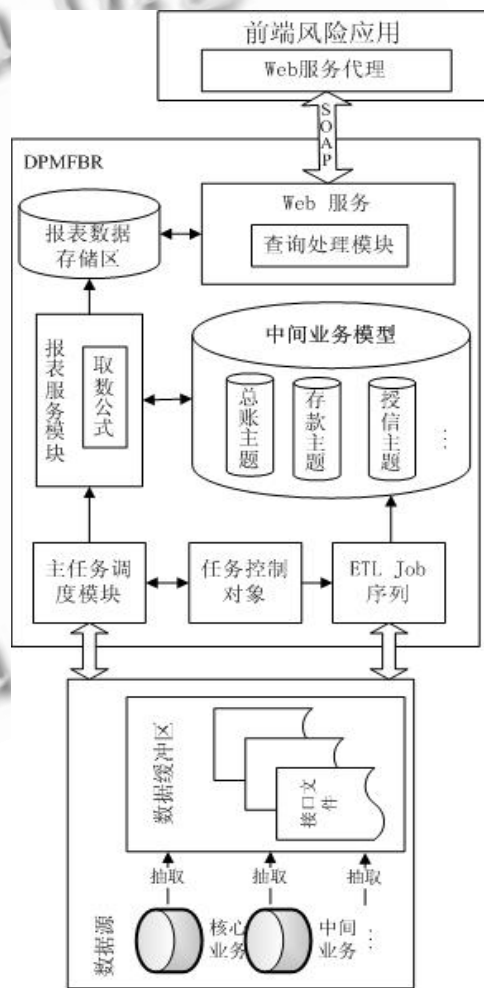 前端风险应用
Web服务代理
SOAP
DPMFBR
报表数据
存储区
Web 服务
查询处理模块
报表服务模块
取数公式
中间业务模型
总账主题
存款主题
授信主题
…
主任务调
度模块
任务控制
对象
ETL Job
序列
数据缓冲区
接口文
件
抽取
抽取
抽取
数据源
核心
业务
中间
业务
…